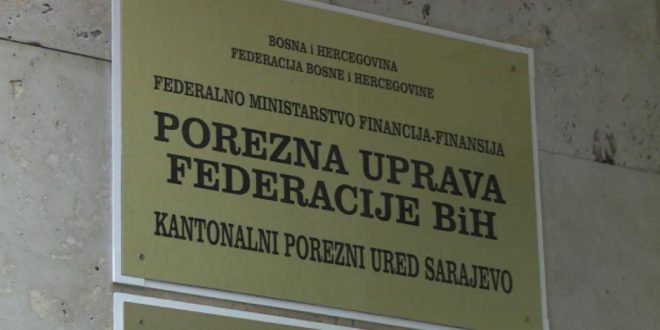 BOSNA i HERCEGOVINA
FEDERACIJA BOSNE i HERCEGOVINE
FEDERALNO MINISTARSTVO FINANCIJA-FINANSIJA
POREZNA UPRAVA
FEDERACIJE BiH
KANTONALNI POREZNI URED SARAJEVO